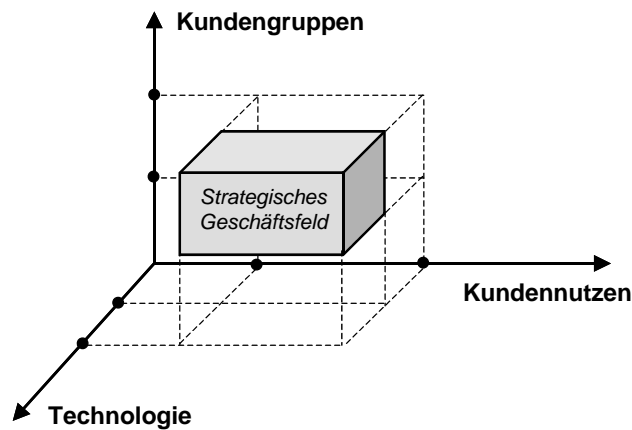 Kundengruppen
Strategisches
Geschäftsfeld
Kundennutzen
Technologie